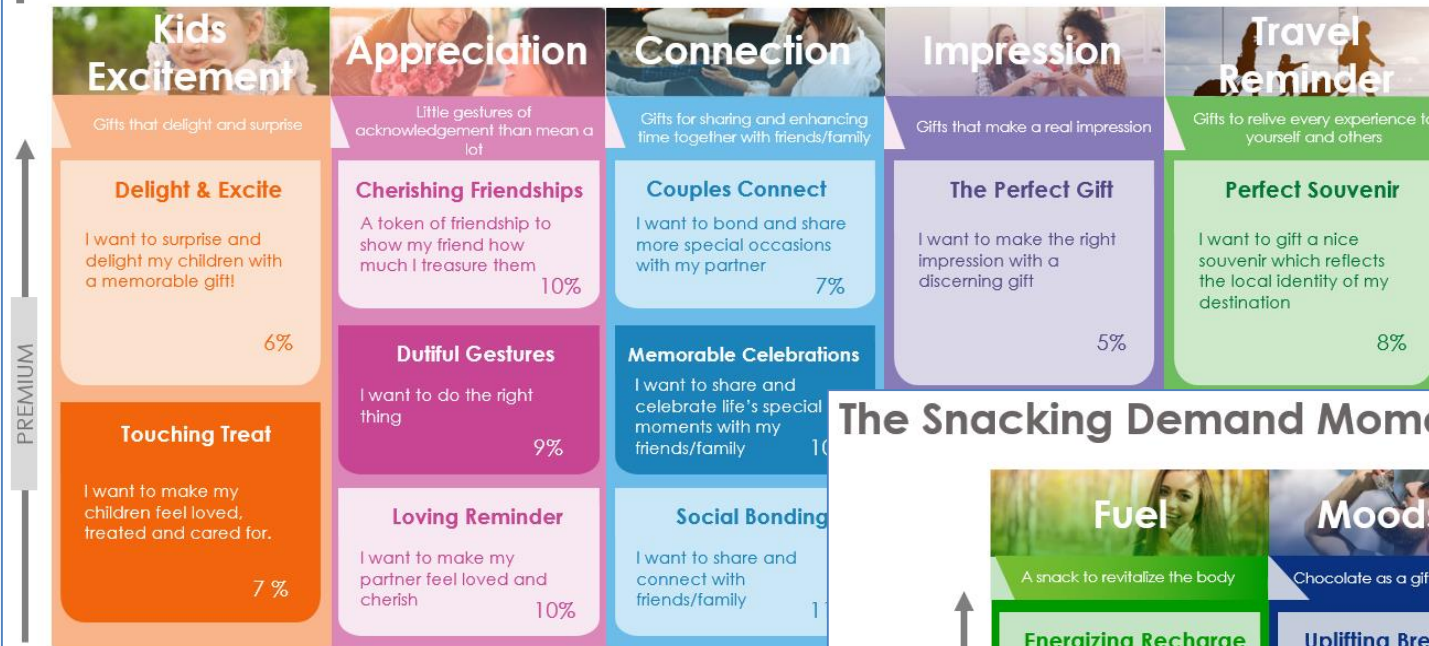 Kids
Excitement
Gifts that delight and surprise
Delight & Excite
I want to surprise and
delight my children with
a memorable gift!
6%
Touching Treat
I want to make my
children feel loved,
treated and cared for.
7 %
Appreciation
Little gestures of
acknowledgement than mean a
lot
Cherishing Friendships
A token of friendship to
show my friend how
much I treasure them
10%
Dutiful Gestures
I want to do the right
thing
9%
Loving Reminder
I want to make my
partner feel loved and
cherish
10%
Connection
Gifts for sharing and enhancing
time together with friends/family
Couples Connect
I want to bond and share
more special occasions
with my partner
7%
Memorable Celebrations
I want to share and
celebrate life's special
moments with my
friends/family
Social Bonding
I want to share and
connect with
friends/family
Impression
Gifts that make a real impression
The Perfect Gift
I want to make the right
impression with a
discerning gift
5%
Travel
Reminder
Gifts to relive every experience
yourself and others
Perfect Souvenir
I want to gift a nice
souvenir which reflects
the local identity of my
destination
8%
PREMIUM
The Snacking Demand
Fuel
A snack to revitalize the body
Energizing Recharge
Moods
Chocolate as a
Uplifting